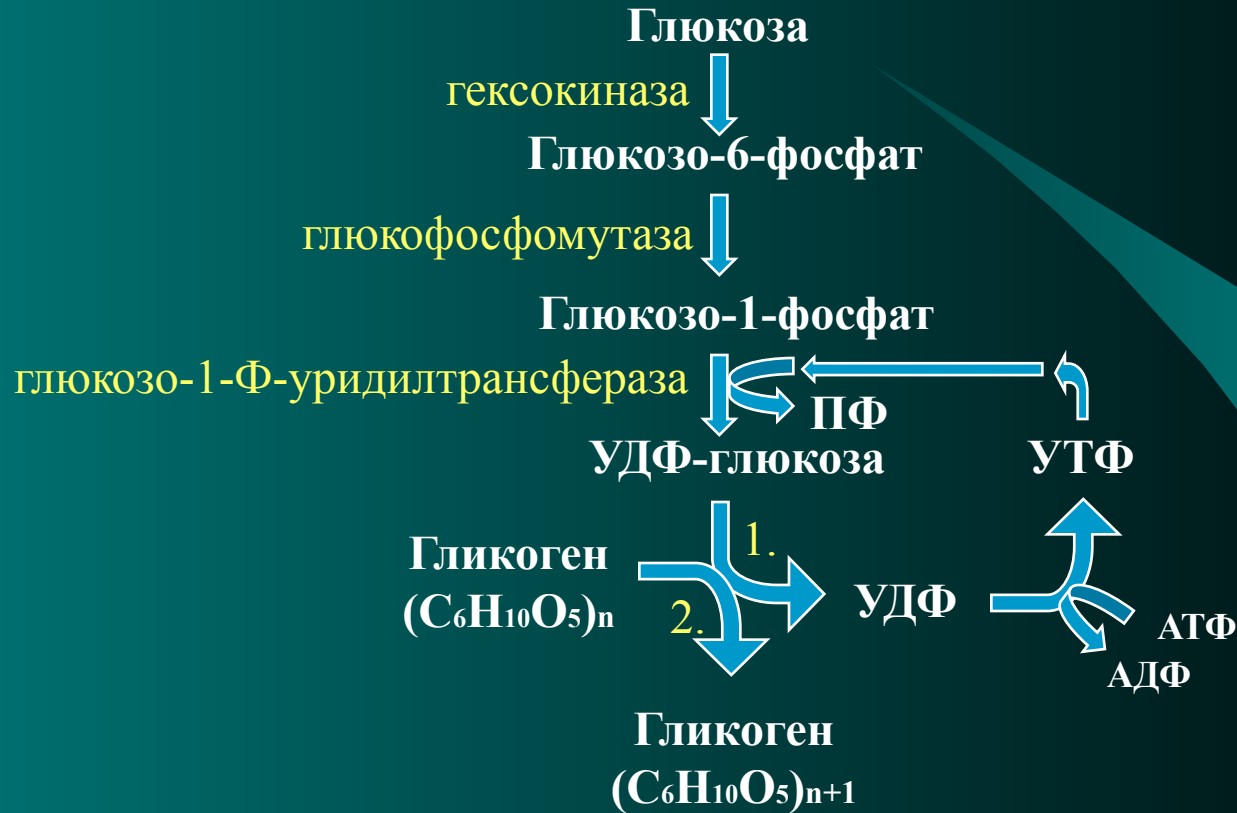 Глюкоза
гексокиназа
Глюкозо-6-фосфат
глюкофосфомутаза
Глюкозо-1-фосфат
глюкозо-1-Ф-уридилтрансфераза
ПФ
УДФ-глюкоза
УТФ
1.
Гликоген
(C₆H₁₀O₅)n
2.
УДФ
АТФ
АДФ
Гликоген
(C₆H₁₀O₅)n+1